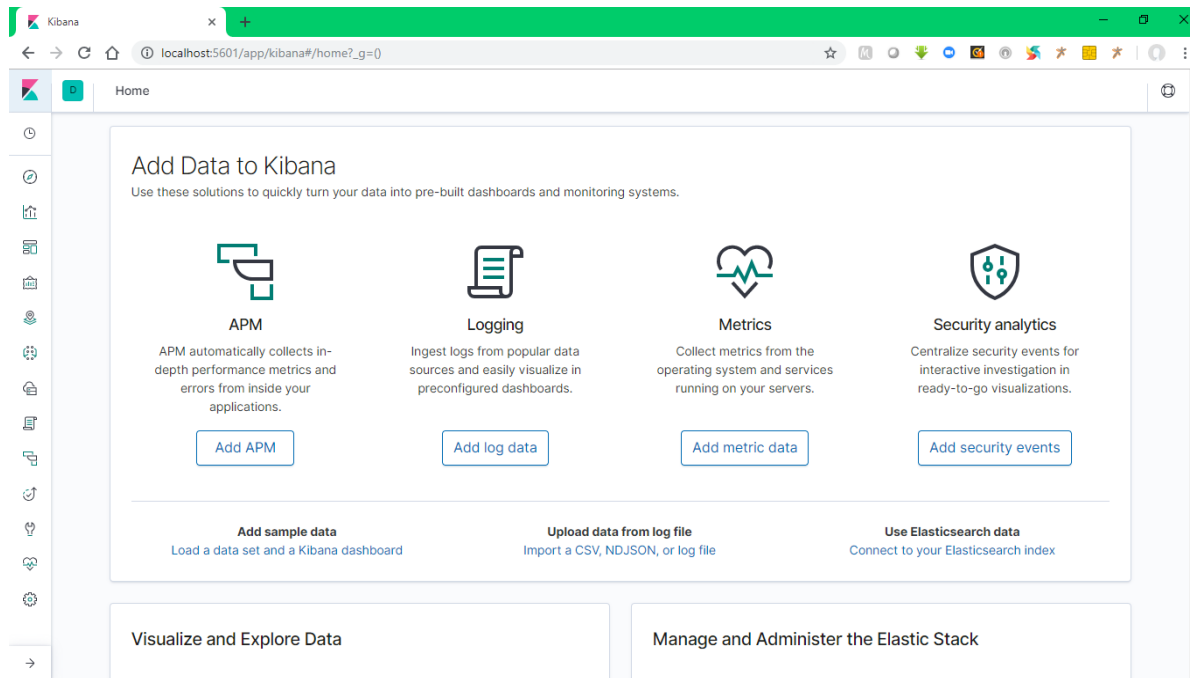 Kibana
localhost:5601/app/kibana#/home?_g=()
D
Home
Add Data to Kibana
Use these solutions to quickly turn your data into pre-built dashboards and monitoring systems.
APM
APM automatically collects in-
depth performance metrics and
errors from inside your
applications.
Add APM
Logging
Ingest logs from popular data
sources and easily visualize in
preconfigured dashboards.
Add log data
Metrics
Collect metrics from the
operating system and services
running on your servers.
Add metric data
Security analytics
Centralize security events for
interactive investigation in
ready-to-go visualizations.
Add security events
Add sample data
Load a data set and a Kibana dashboard
Upload data from log file
Import a CSV, NDJSON, or log file
Use Elasticsearch data
Connect to your Elasticsearch index
Visualize and Explore Data
Manage and Administer the Elastic Stack